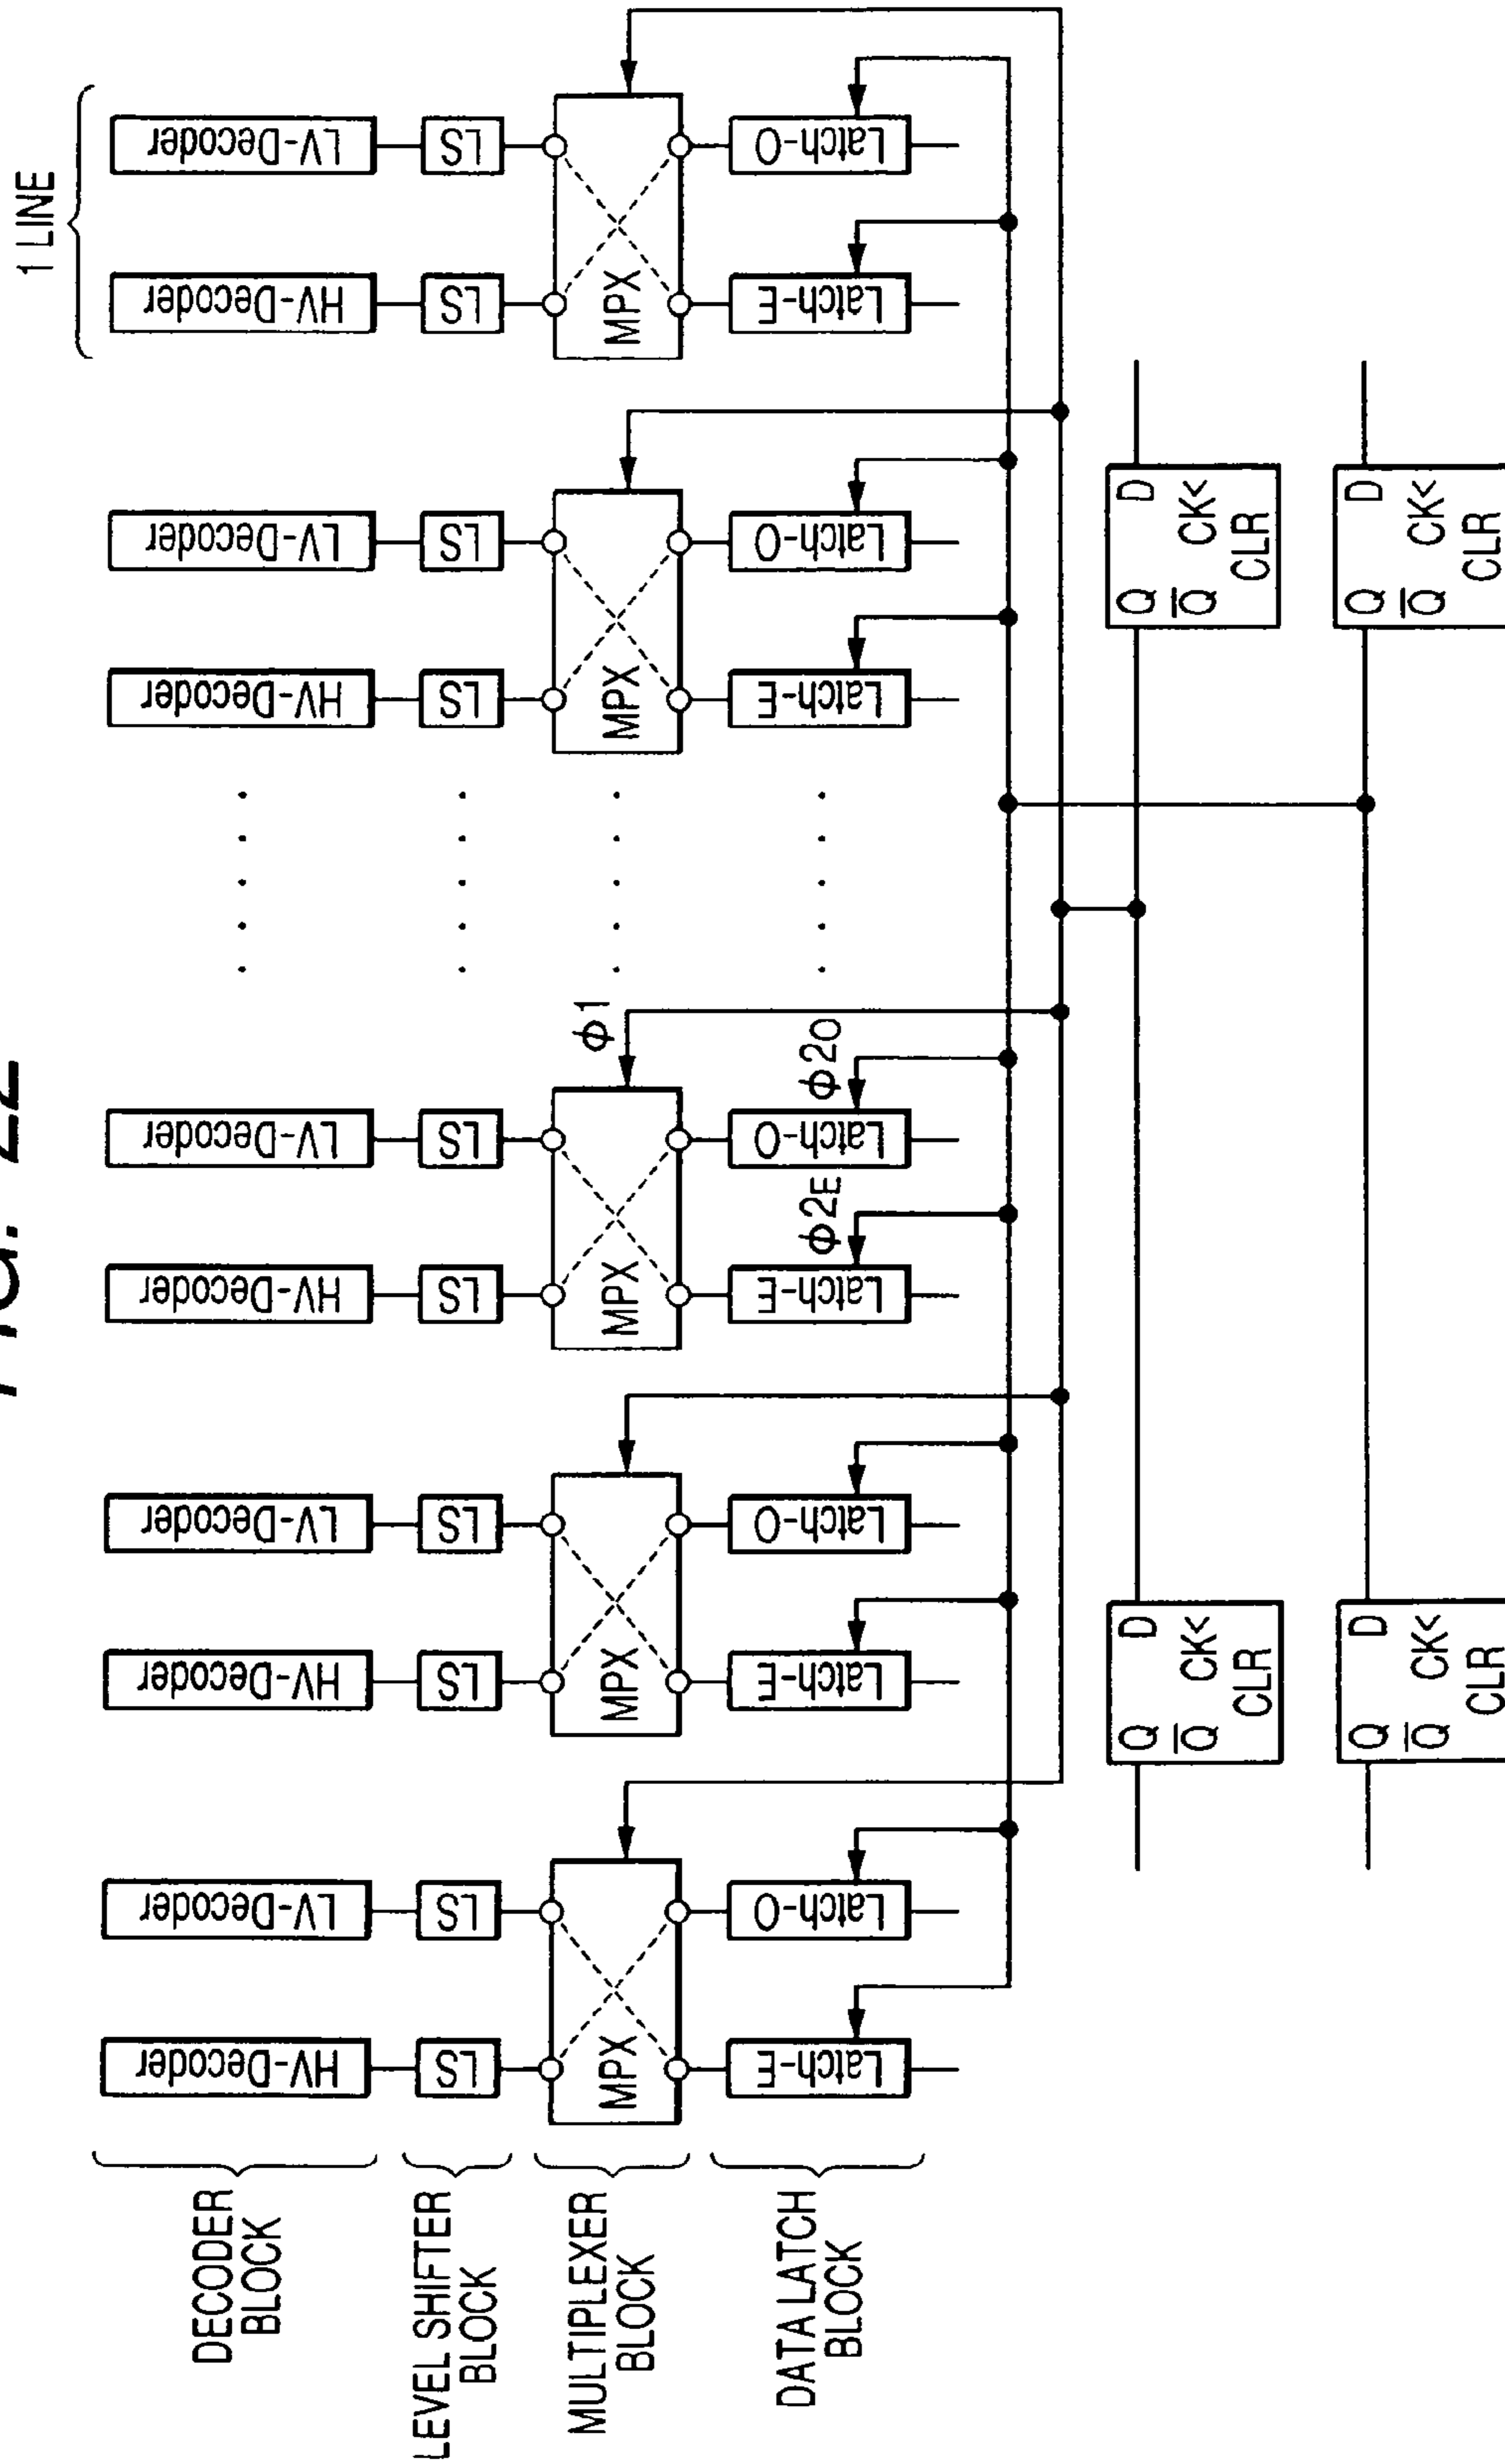 FIG. 22
1 LINE
DECODER
BLOCK
HV-Decoder
LV-Decoder
HV-Decoder
LV-Decoder
HV-Decoder
LV-Decoder
HV-Decoder
LV-Decoder
HV-Decoder
LV-Decoder
LEVEL SHIFTER
BLOCK
LS
LS
LS
LS
LS
LS
LS
LS
LS
LS
MULTIPLEXER
BLOCK
MPX
MPX
MPX
φ1
MPX
MPX
DATA LATCH
BLOCK
Latch-E
Latch-O
Latch-E
Latch-O
Latch-E
φ2E
Latch-O
φ2O
Latch-E
Latch-O
Latch-E
Latch-O
Q D
Q̅ CK<
CLR
Q D
Q̅ CK<
CLR
Q D
Q̅ CK<
CLR
Q D
Q̅ CK<
CLR